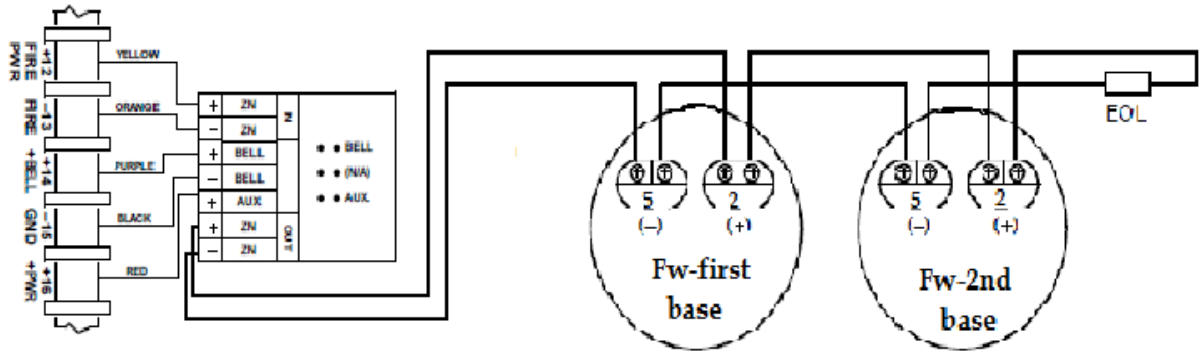 +12
FIRE
PWR
YELLOW
-13
FIRE
ORANGE
+14
+BELL
PURPLE
-15
GND
BLACK
+16
+PWR
RED
+ ZN
- ZN
+ BELL
- BELL
+ AUX
+ ZN
- ZN
IN
OUT
BELL
(N/A)
AUX
5
(-)
2
(+)
Fw-first
base
5
(-)
2
(+)
Fw-2nd
base
EOL